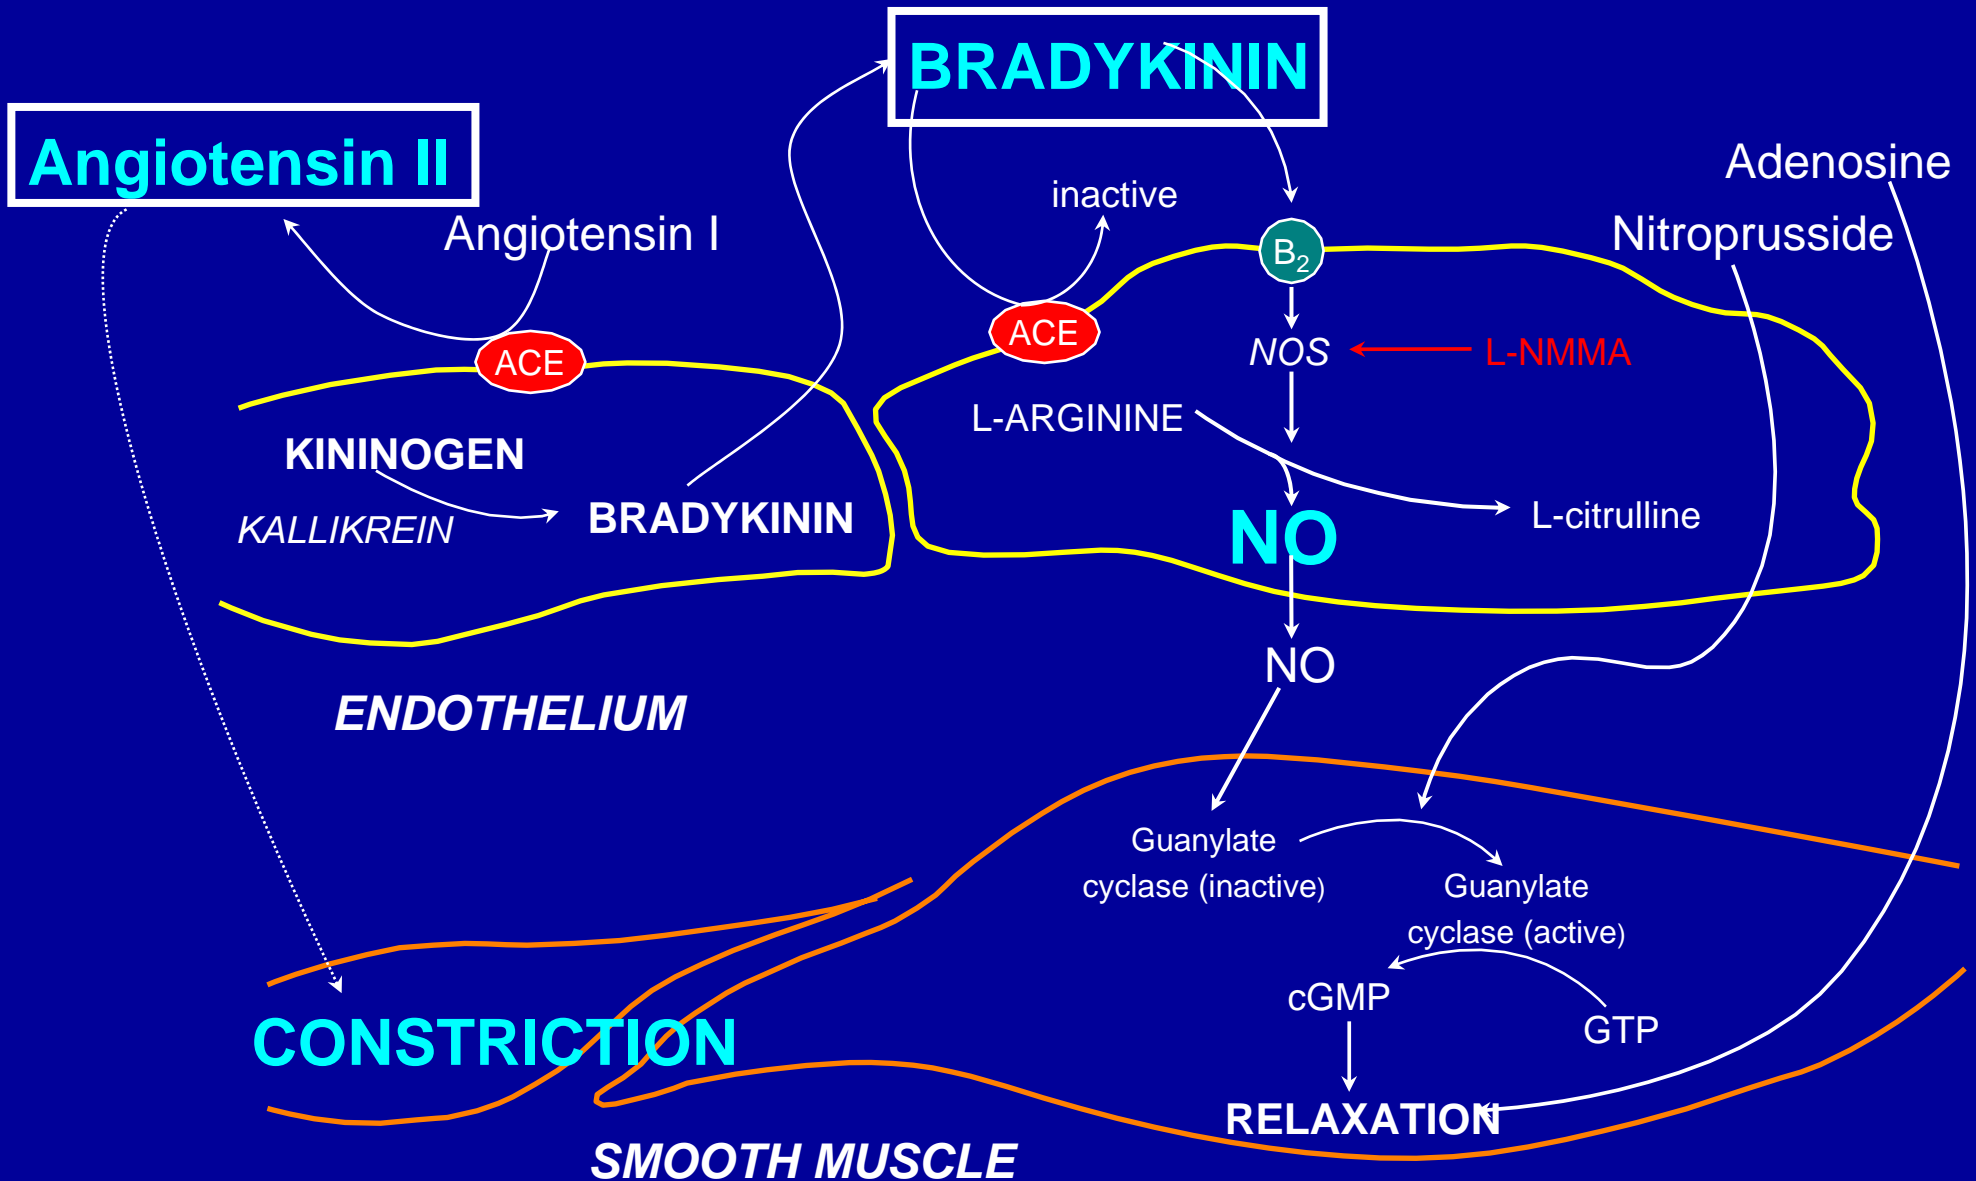 BRADYKININ
Angiotensin II
Adenosine
inactive
Angiotensin I
Nitroprusside
B2
ACE
ACE
NOS
L-NMMA
L-ARGININE
KININOGEN
BRADYKININ
L-citrulline
KALLIKREIN
NO
NO
ENDOTHELIUM
Guanylate
cyclase (inactive)
Guanylate
cyclase (active)
cGMP
GTP
CONSTRICTION
RELAXATION
SMOOTH MUSCLE